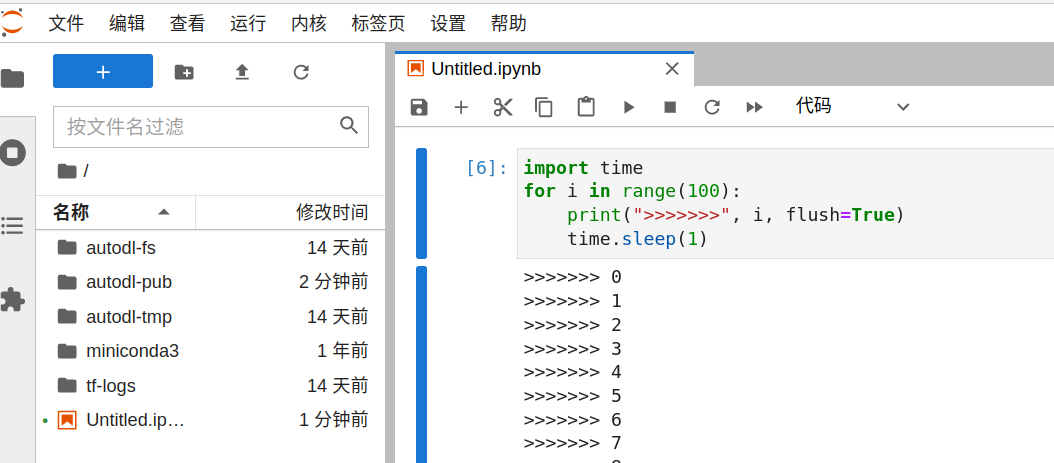 文件 编辑 查看 运行 内核 标签页 设置 帮助
Untitled.ipynb
代码
按文件名过滤
/
名称 修改时间
autodl-fs 14 天前
autodl-pub 2 分钟前
autodl-tmp 14 天前
miniconda3 1 年前
tf-logs 14 天前
Untitled.ip… 1 分钟前
[6]:
import time
for i in range(100):
    print(">>>>>>>", i, flush=True)
    time.sleep(1)
>>>>>>> 0
>>>>>>> 1
>>>>>>> 2
>>>>>>> 3
>>>>>>> 4
>>>>>>> 5
>>>>>>> 6
>>>>>>> 7